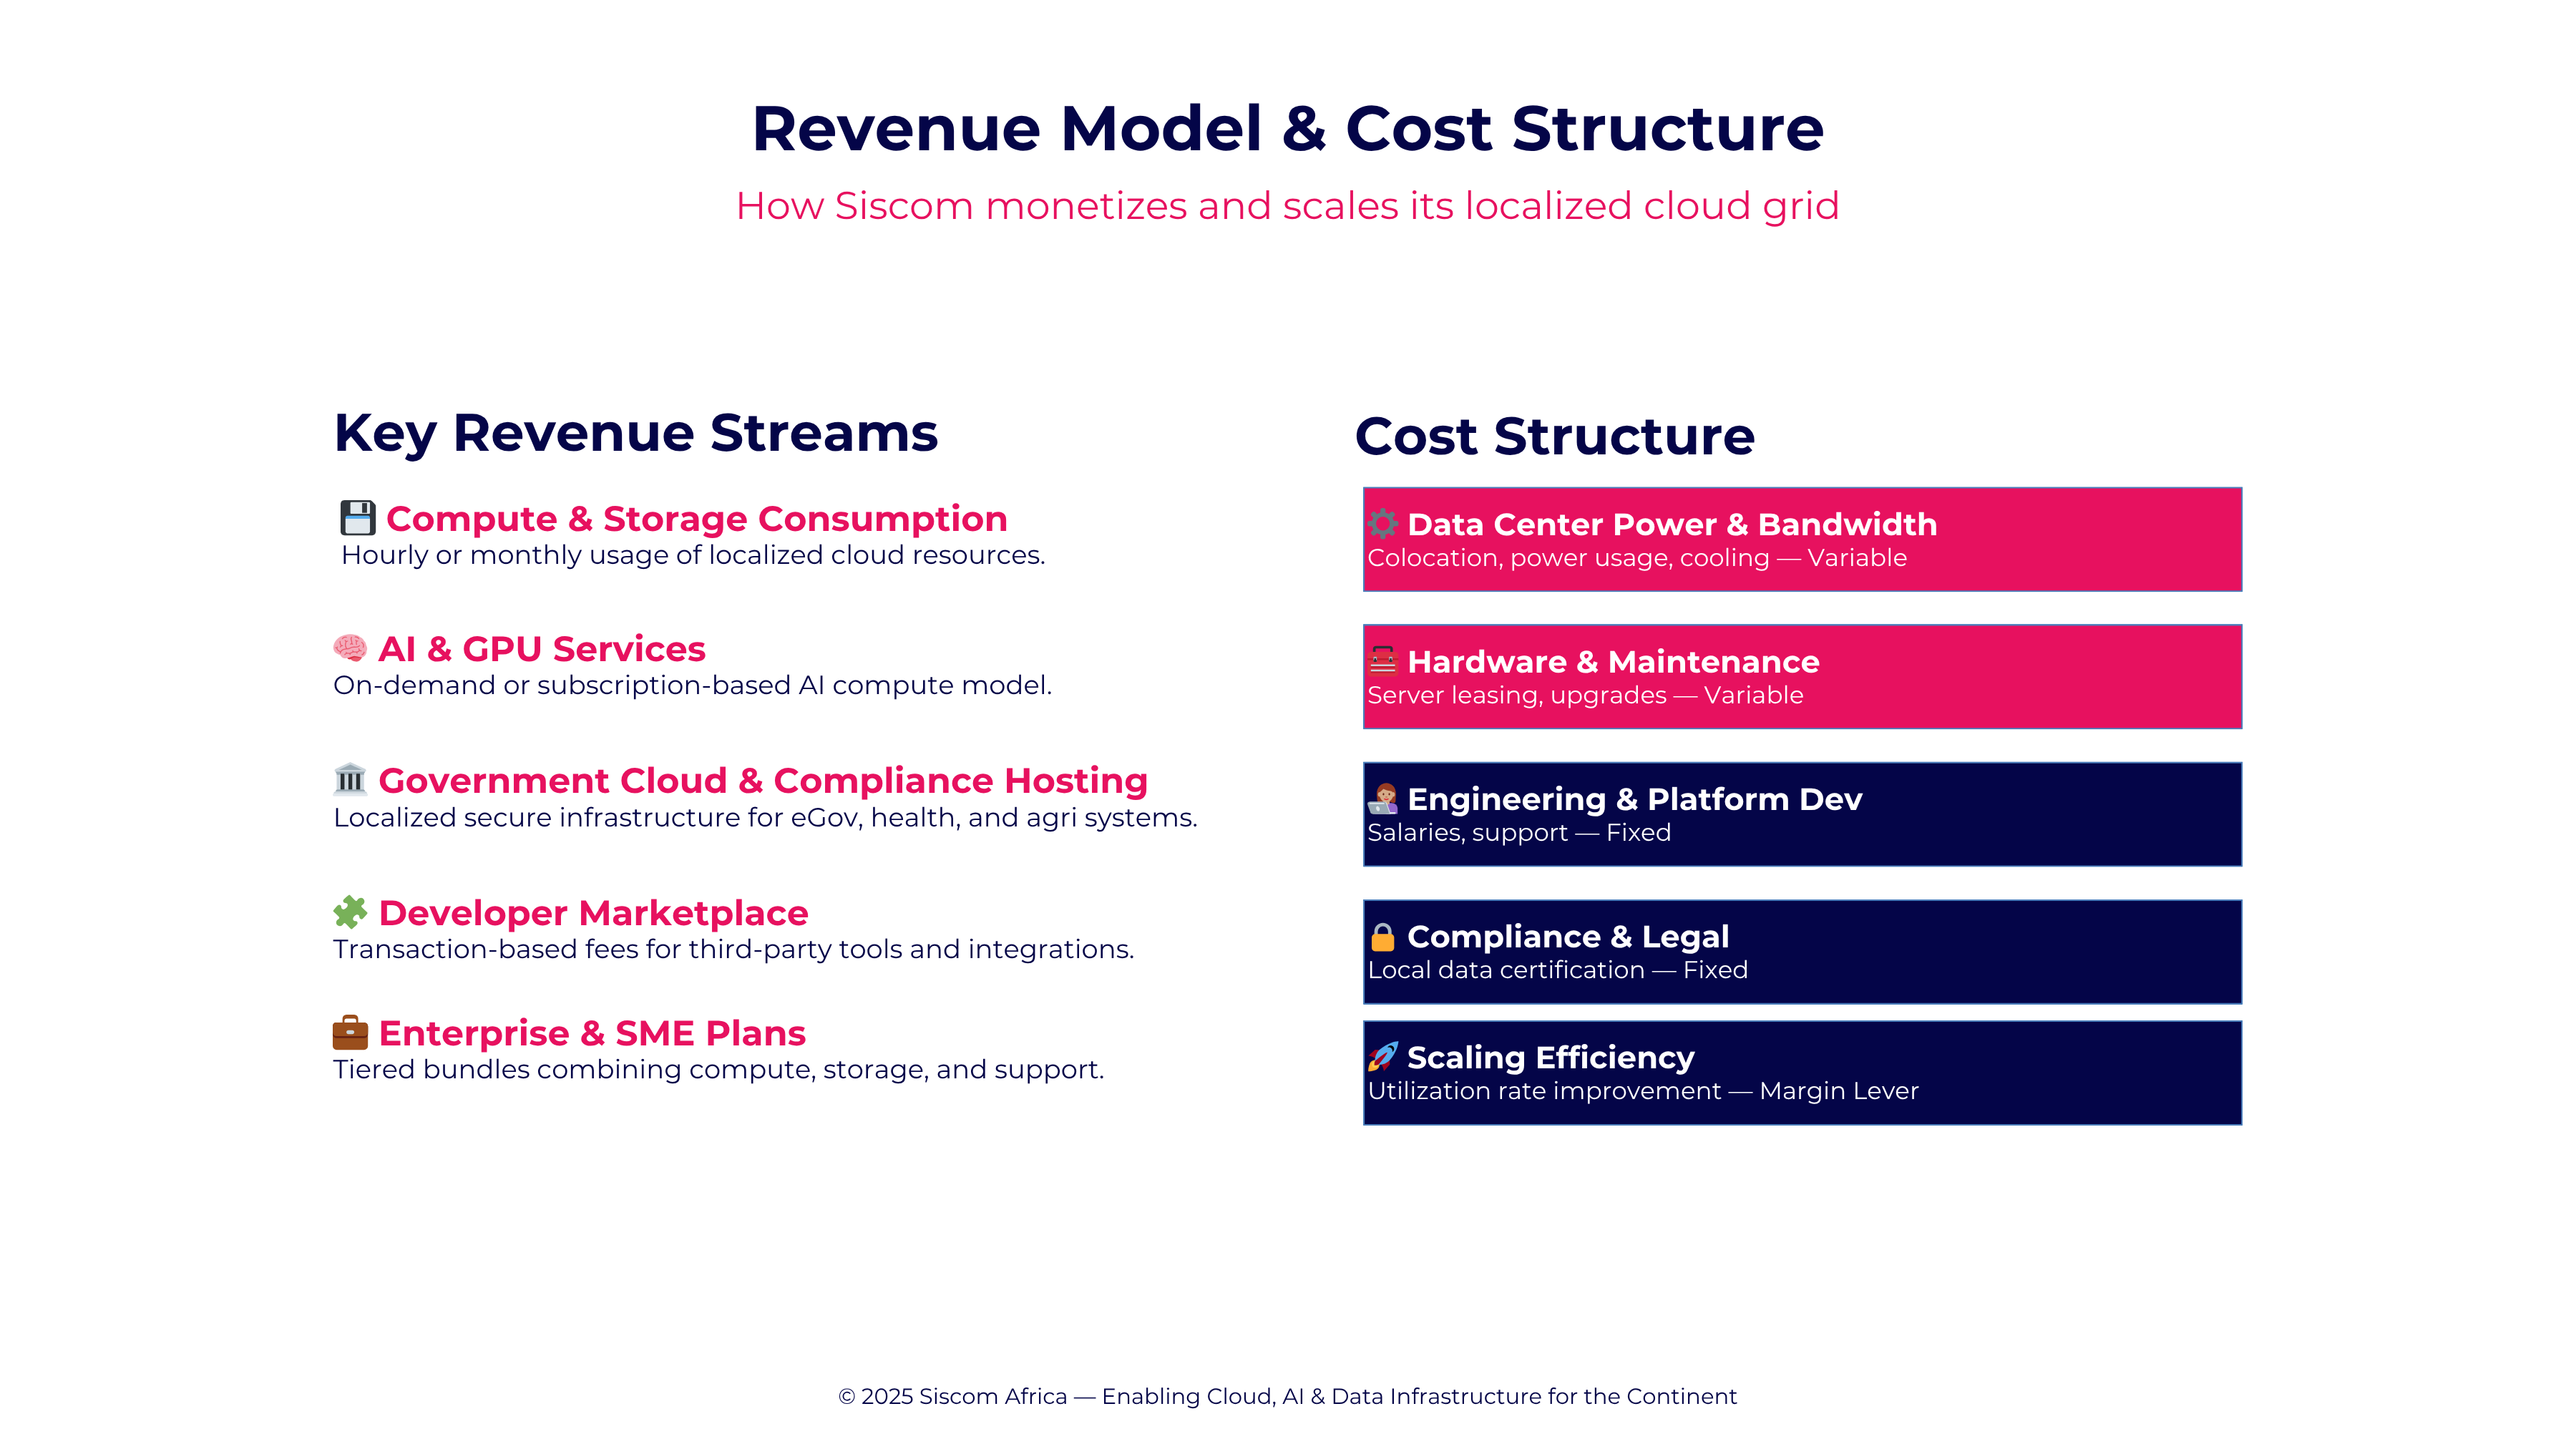 Revenue Model & Cost Structure
How Siscom monetizes and scales its localized cloud grid
Key Revenue Streams
Compute & Storage Consumption
Hourly or monthly usage of localized cloud resources.
AI & GPU Services
On-demand or subscription-based AI compute model.
Government Cloud & Compliance Hosting
Localized secure infrastructure for eGov, health, and agri systems.
Developer Marketplace
Transaction-based fees for third-party tools and integrations.
Enterprise & SME Plans
Tiered bundles combining compute, storage, and support.
Cost Structure
Data Center Power & Bandwidth
Colocation, power usage, cooling — Variable
Hardware & Maintenance
Server leasing, upgrades — Variable
Engineering & Platform Dev
Salaries, support — Fixed
Compliance & Legal
Local data certification — Fixed
Scaling Efficiency
Utilization rate improvement — Margin Lever
© 2025 Siscom Africa — Enabling Cloud, AI & Data Infrastructure for the Continent